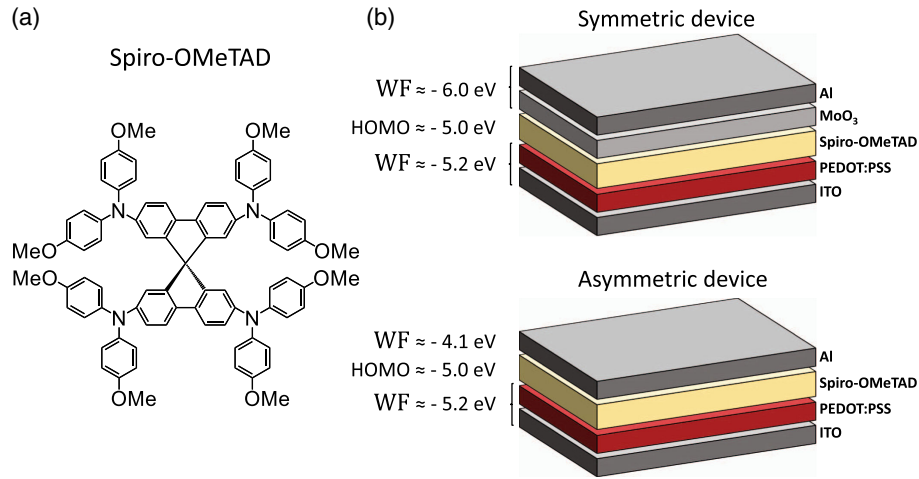 (a)
Spiro-OMeTAD
OMe
OMe
N
N
MeO
OMe
MeO
OMe
N
N
OMe
OMe
(b)
Symmetric device
WF ≈ - 6.0 eV
HOMO ≈ - 5.0 eV
WF ≈ - 5.2 eV
Al
MoO₃
Spiro-OMeTAD
PEDOT:PSS
ITO
Asymmetric device
WF ≈ - 4.1 eV
HOMO ≈ - 5.0 eV
WF ≈ - 5.2 eV
Al
Spiro-OMeTAD
PEDOT:PSS
ITO